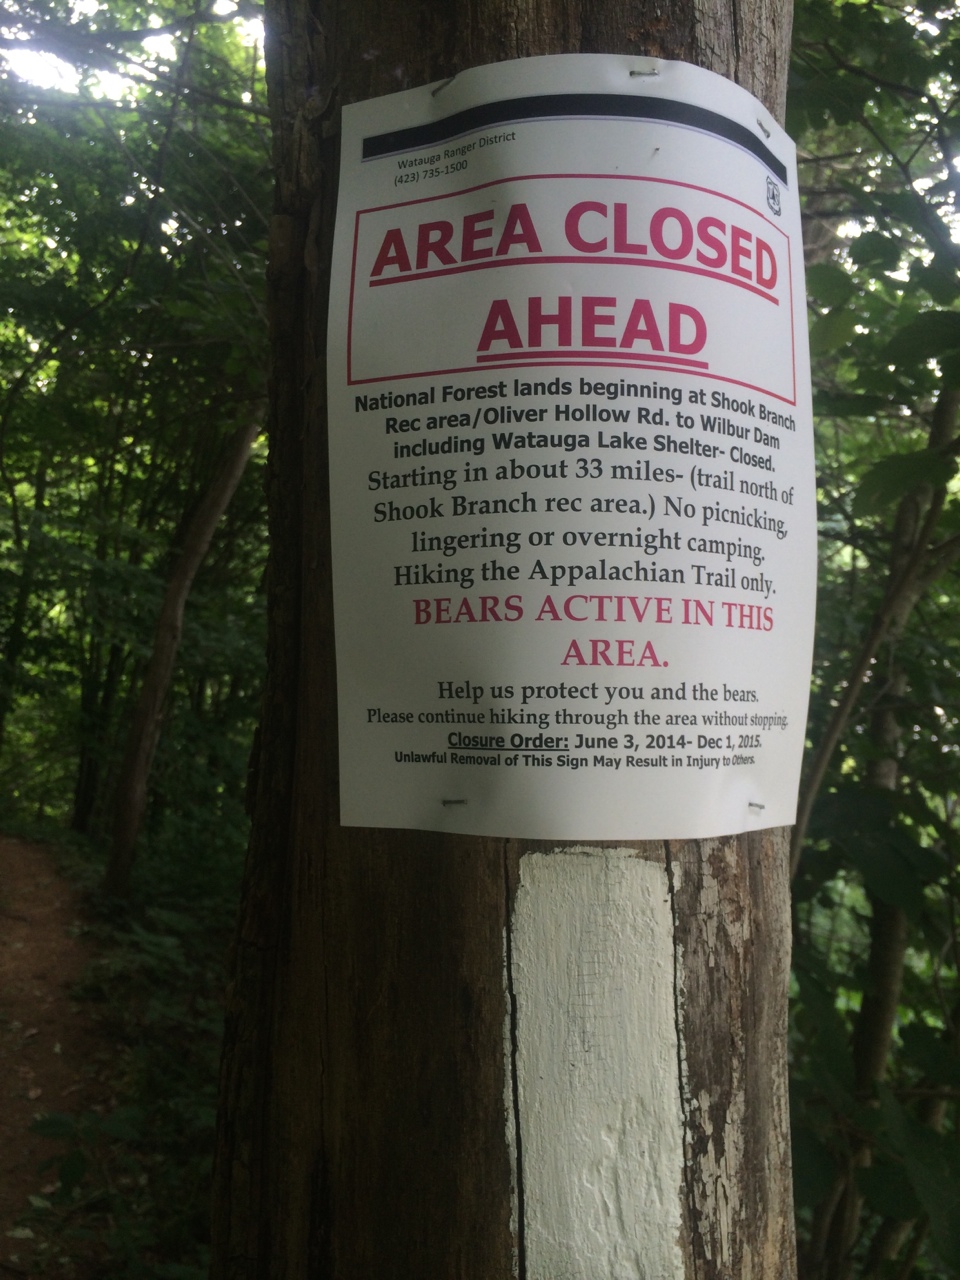 Watauga Ranger District
(423) 735-1500
AREA CLOSED
AHEAD
National Forest lands beginning at Shook Branch
Rec area/Oliver Hollow Rd. to Wilbur Dam
including Watauga Lake Shelter- Closed.
Starting in about 33 miles- (trail north of
Shook Branch rec area.) No picnicking,
lingering or overnight camping.
Hiking the Appalachian Trail only.
BEARS ACTIVE IN THIS
AREA.
Help us protect you and the bears.
Please continue hiking through the area without stopping.
Closure Order: June 3, 2014- Dec 1, 2015.
Unlawful Removal of This Sign May Result in Injury to Others.